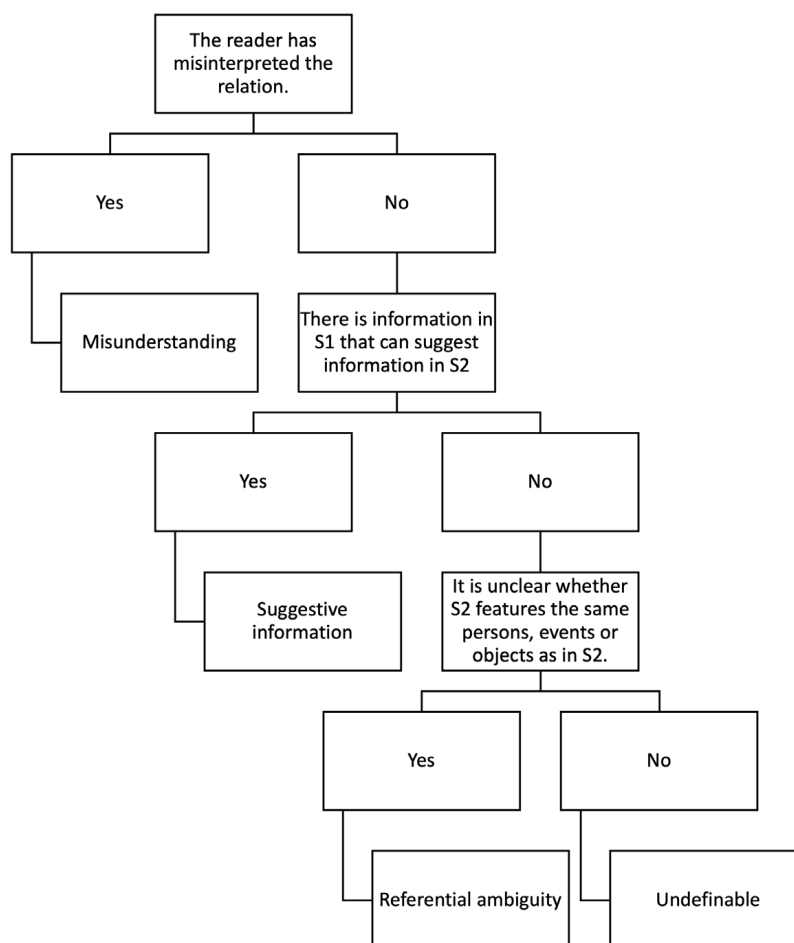 The reader has
misinterpreted the
relation.
Yes
No
Misunderstanding
There is information in
S1 that can suggest
information in S2
Yes
No
Suggestive
information
It is unclear whether
S2 features the same
persons, events or
objects as in S2.
Yes
No
Referential ambiguity
Undefinable